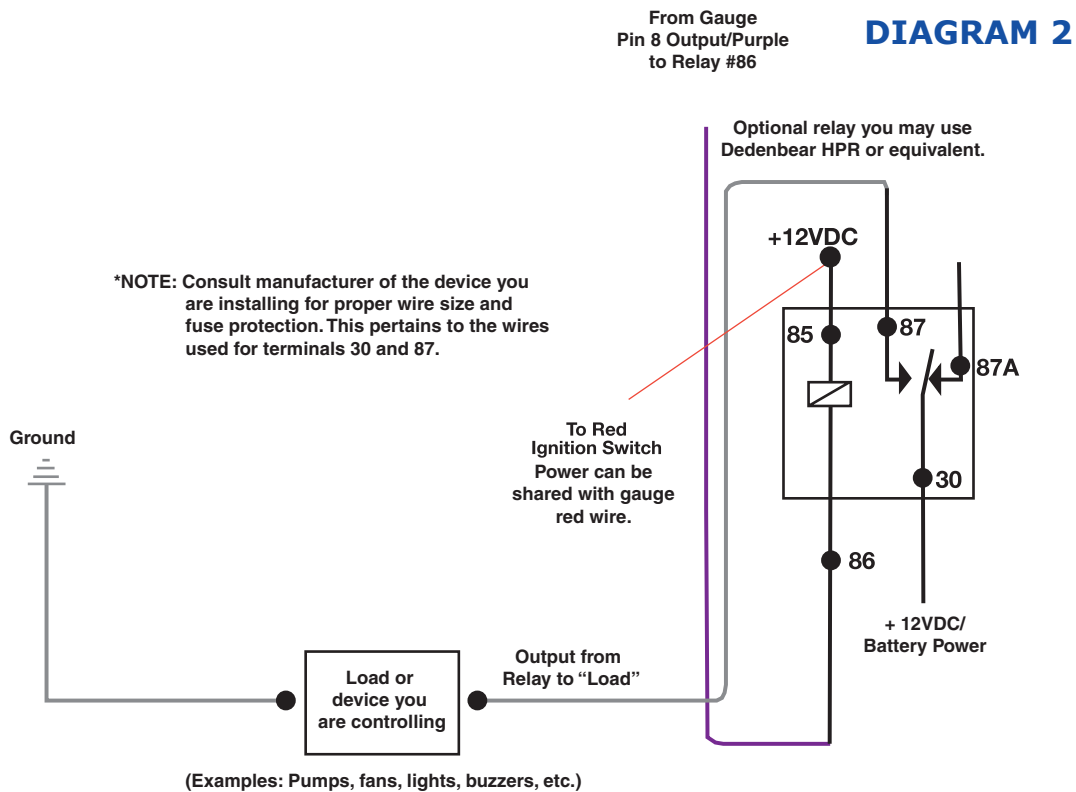 From Gauge
Pin 8 Output/Purple
to Relay #86
DIAGRAM 2
Optional relay you may use
Dedenbear HPR or equivalent.
+12VDC
*NOTE: Consult manufacturer of the device you
are installing for proper wire size and
fuse protection. This pertains to the wires
used for terminals 30 and 87.
85
87
87A
To Red
Ignition Switch
Power can be
shared with gauge
red wire.
30
Ground
86
+ 12VDC/
Battery Power
Output from
Relay to “Load”
Load or
device you
are controlling
(Examples: Pumps, fans, lights, buzzers, etc.)